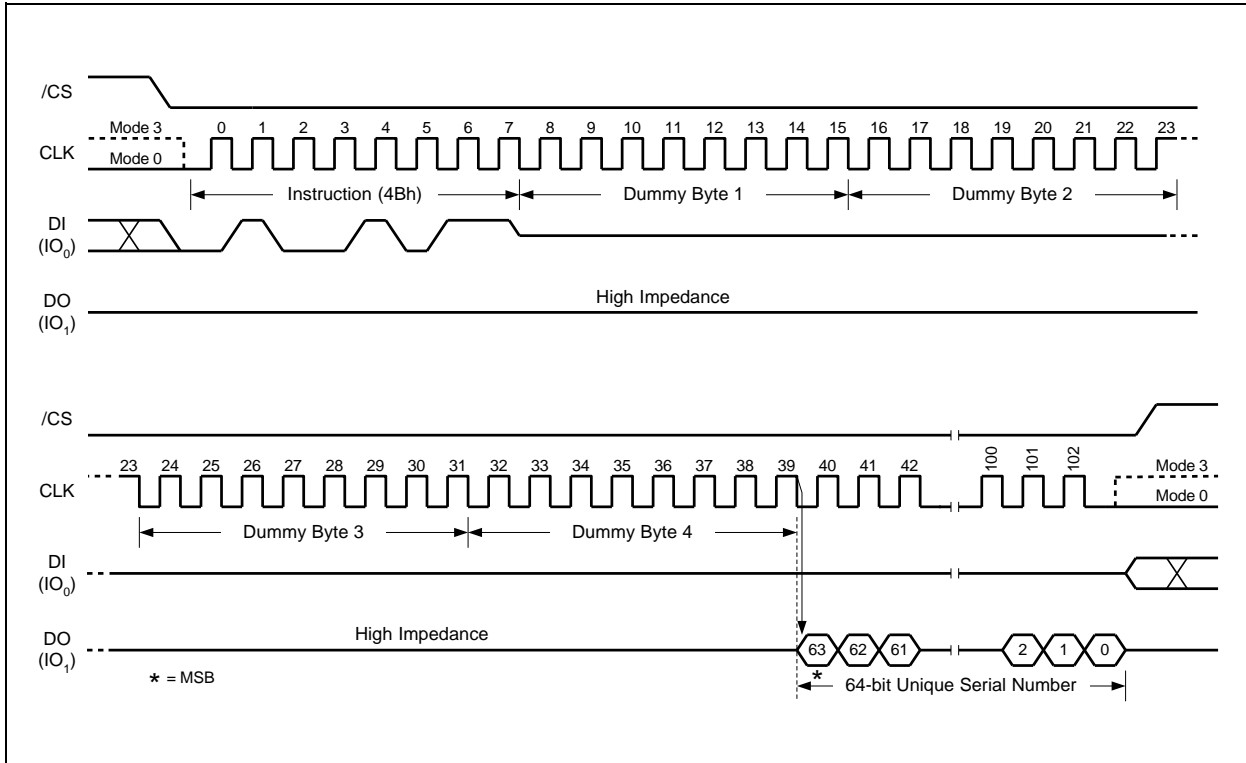 /CS
Mode 3 0 1 2 3 4 5 6 7 8 9 10 11 12 13 14 15 16 17 18 19 20 21 22 23
CLK
Mode 0
Instruction (4Bh) Dummy Byte 1 Dummy Byte 2
DI
(IO0)
High Impedance
DO
(IO1)
/CS
23 24 25 26 27 28 29 30 31 32 33 34 35 36 37 38 39 40 41 42 100 101 102 Mode 3
CLK
Mode 0
Dummy Byte 3 Dummy Byte 4
DI
(IO0)
High Impedance
DO
(IO1)
63 62 61 2 1 0
* = MSB * 64-bit Unique Serial Number